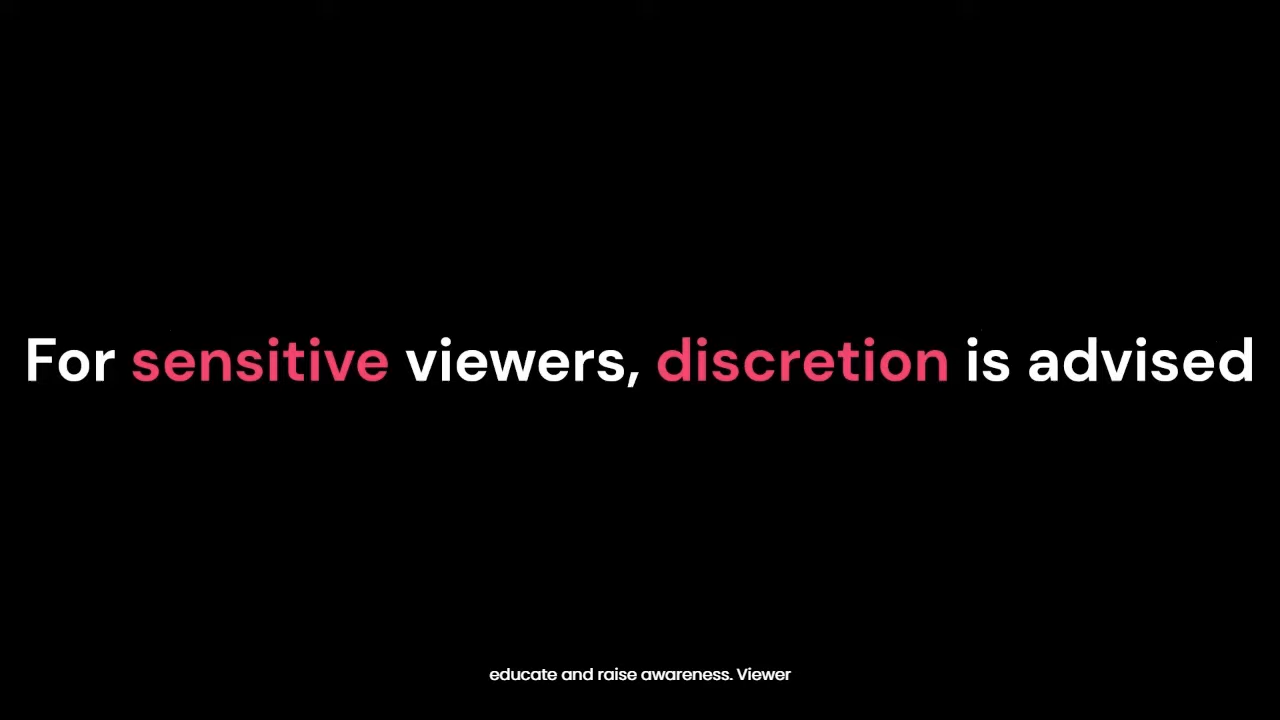 For sensitive viewers, discretion is advised
educate and raise awareness. Viewer